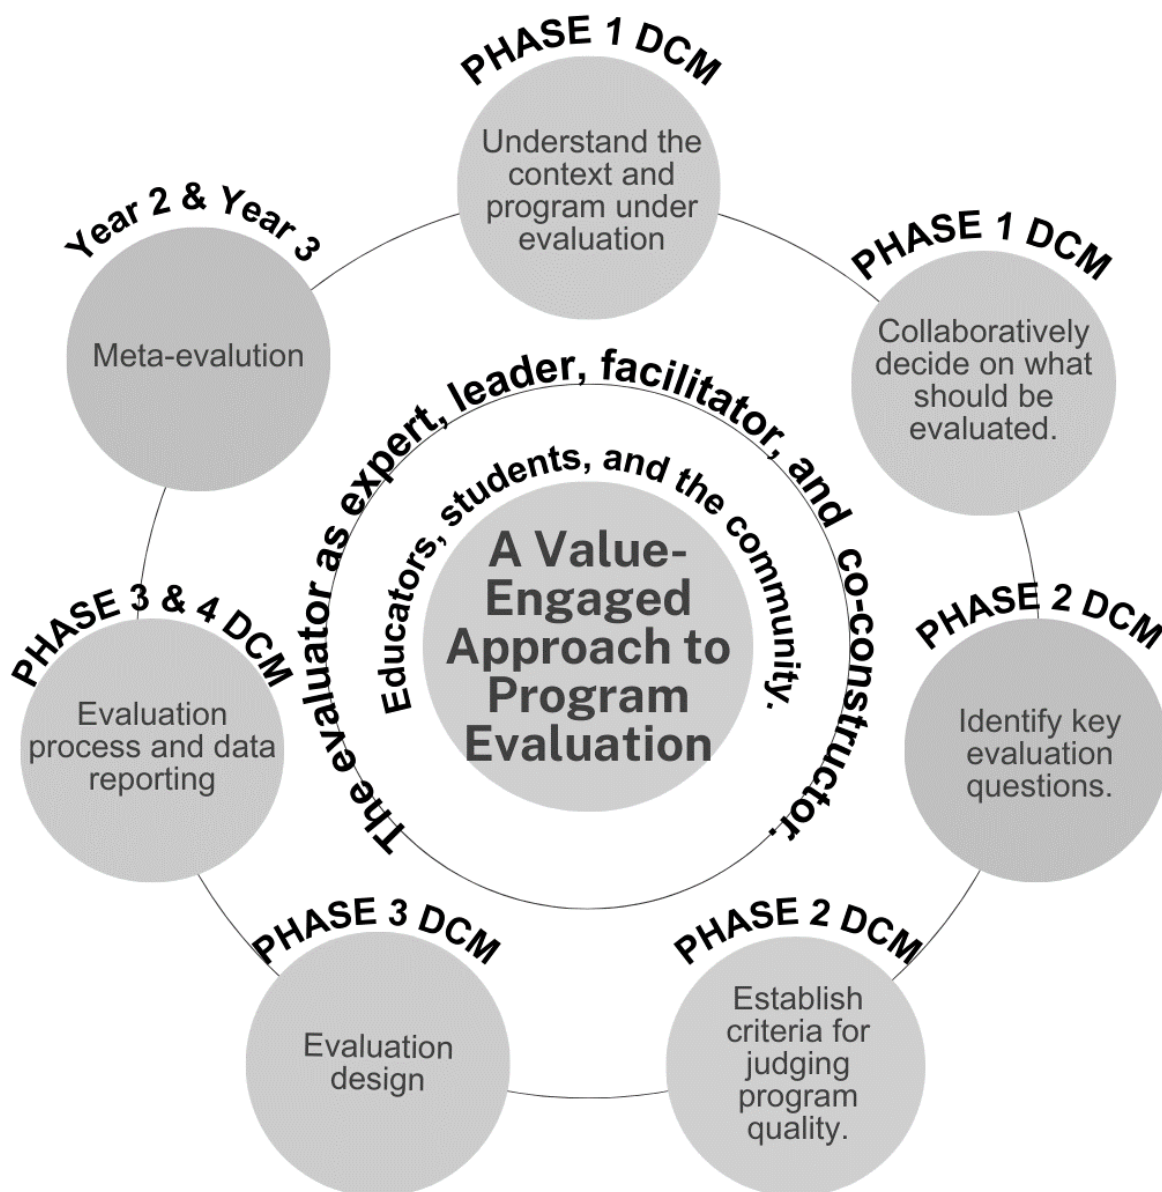 PHASE 1 DCM
Understand the
context and
program under
evaluation
PHASE 1 DCM
Collaboratively
decide on what
should be
evaluated.
PHASE 2 DCM
Identify key
evaluation
questions.
PHASE 2 DCM
Establish
criteria for
judging
program
quality.
PHASE 3 DCM
Evaluation
design
PHASE 3 & 4 DCM
Evaluation
process and data
reporting
Year 2 & Year 3
Meta-evalution
The evaluator as expert, leader, facilitator, and co-constructor.
Educators, students, and the community.
A Value-
Engaged
Approach to
Program
Evaluation